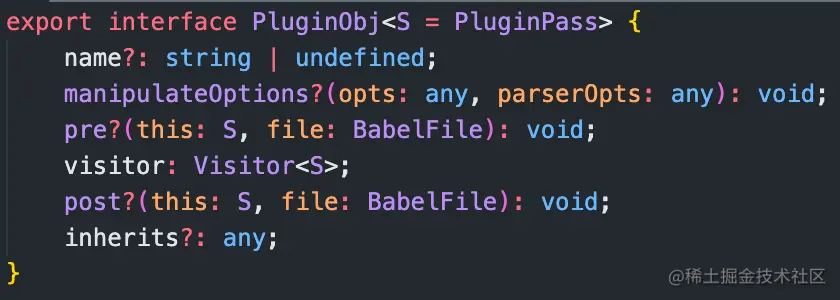 export interface PluginObj<S = PluginPass> {
    name?: string | undefined;
    manipulateOptions?(opts: any, parserOpts: any): void;
    pre?(this: S, file: BabelFile): void;
    visitor: Visitor<S>;
    post?(this: S, file: BabelFile): void;
    inherits?: any;
}
@稀土掘金技术社区